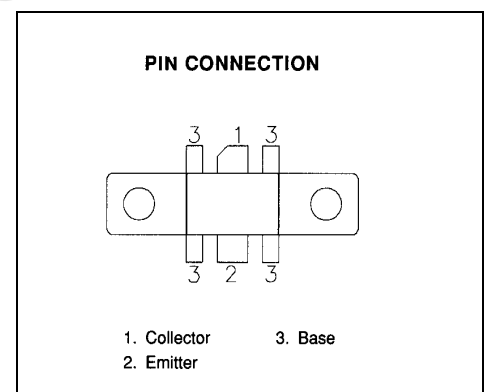 PIN CONNECTION
3 1 3
3 2 3
1. Collector 3. Base
2. Emitter